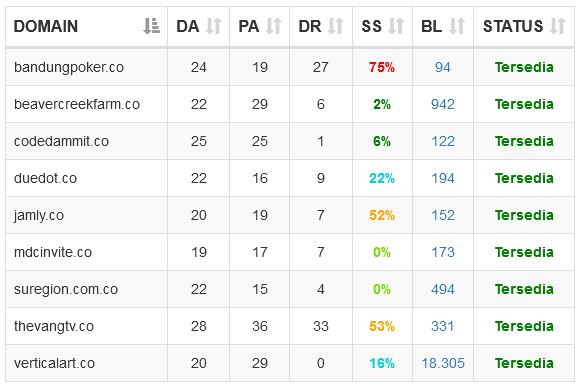 DOMAIN DA PA DR SS BL STATUS
bandungpoker.co 24 19 27 75% 94 Tersedia
beavercreekfarm.co 22 29 6 2% 942 Tersedia
codedammit.co 25 25 1 6% 122 Tersedia
duedot.co 22 16 9 22% 194 Tersedia
jamly.co 20 19 7 52% 152 Tersedia
mdcinvite.co 19 17 7 0% 173 Tersedia
suregion.com.co 22 15 4 0% 494 Tersedia
thevangtv.co 28 36 33 53% 331 Tersedia
verticalart.co 20 29 0 16% 18.305 Tersedia